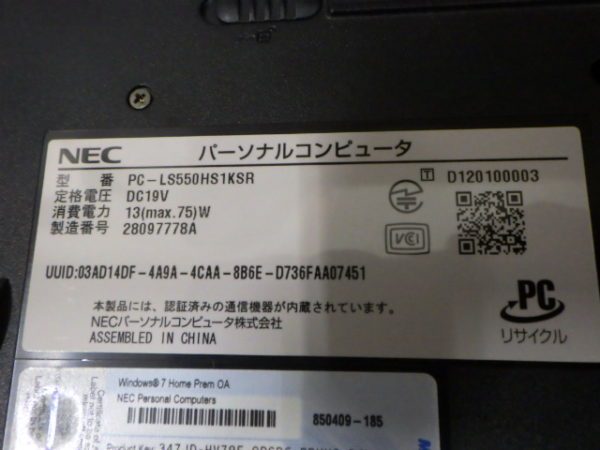 NEC パーソナルコンピュータ
型 番 PC-LS550HS1KSR
定格電圧 DC19V
消費電力 13(max.75)W
製造番号 28097778A
T D120100003
VCCI
UUID:03AD14DF-4A9A-4CAA-8B6E-D736FAA07451
本製品には、認証済みの通信機器が内蔵されています。
NECパーソナルコンピュータ株式会社
ASSEMBLED IN CHINA
PC
リサイクル
Windows® 7 Home Prem OA
NEC Personal Computers
850409-185
Product Key: